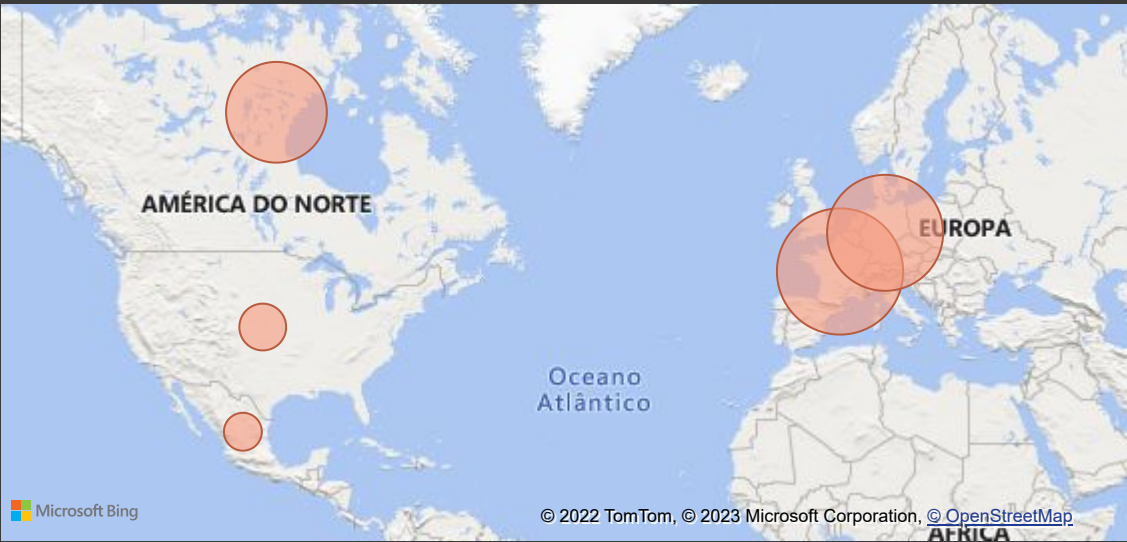 AMÉRICA DO NORTE
EUROPA
Oceano
Atlântico
Microsoft Bing
© 2022 TomTom, © 2023 Microsoft Corporation, © OpenStreetMap
ÁFRICA